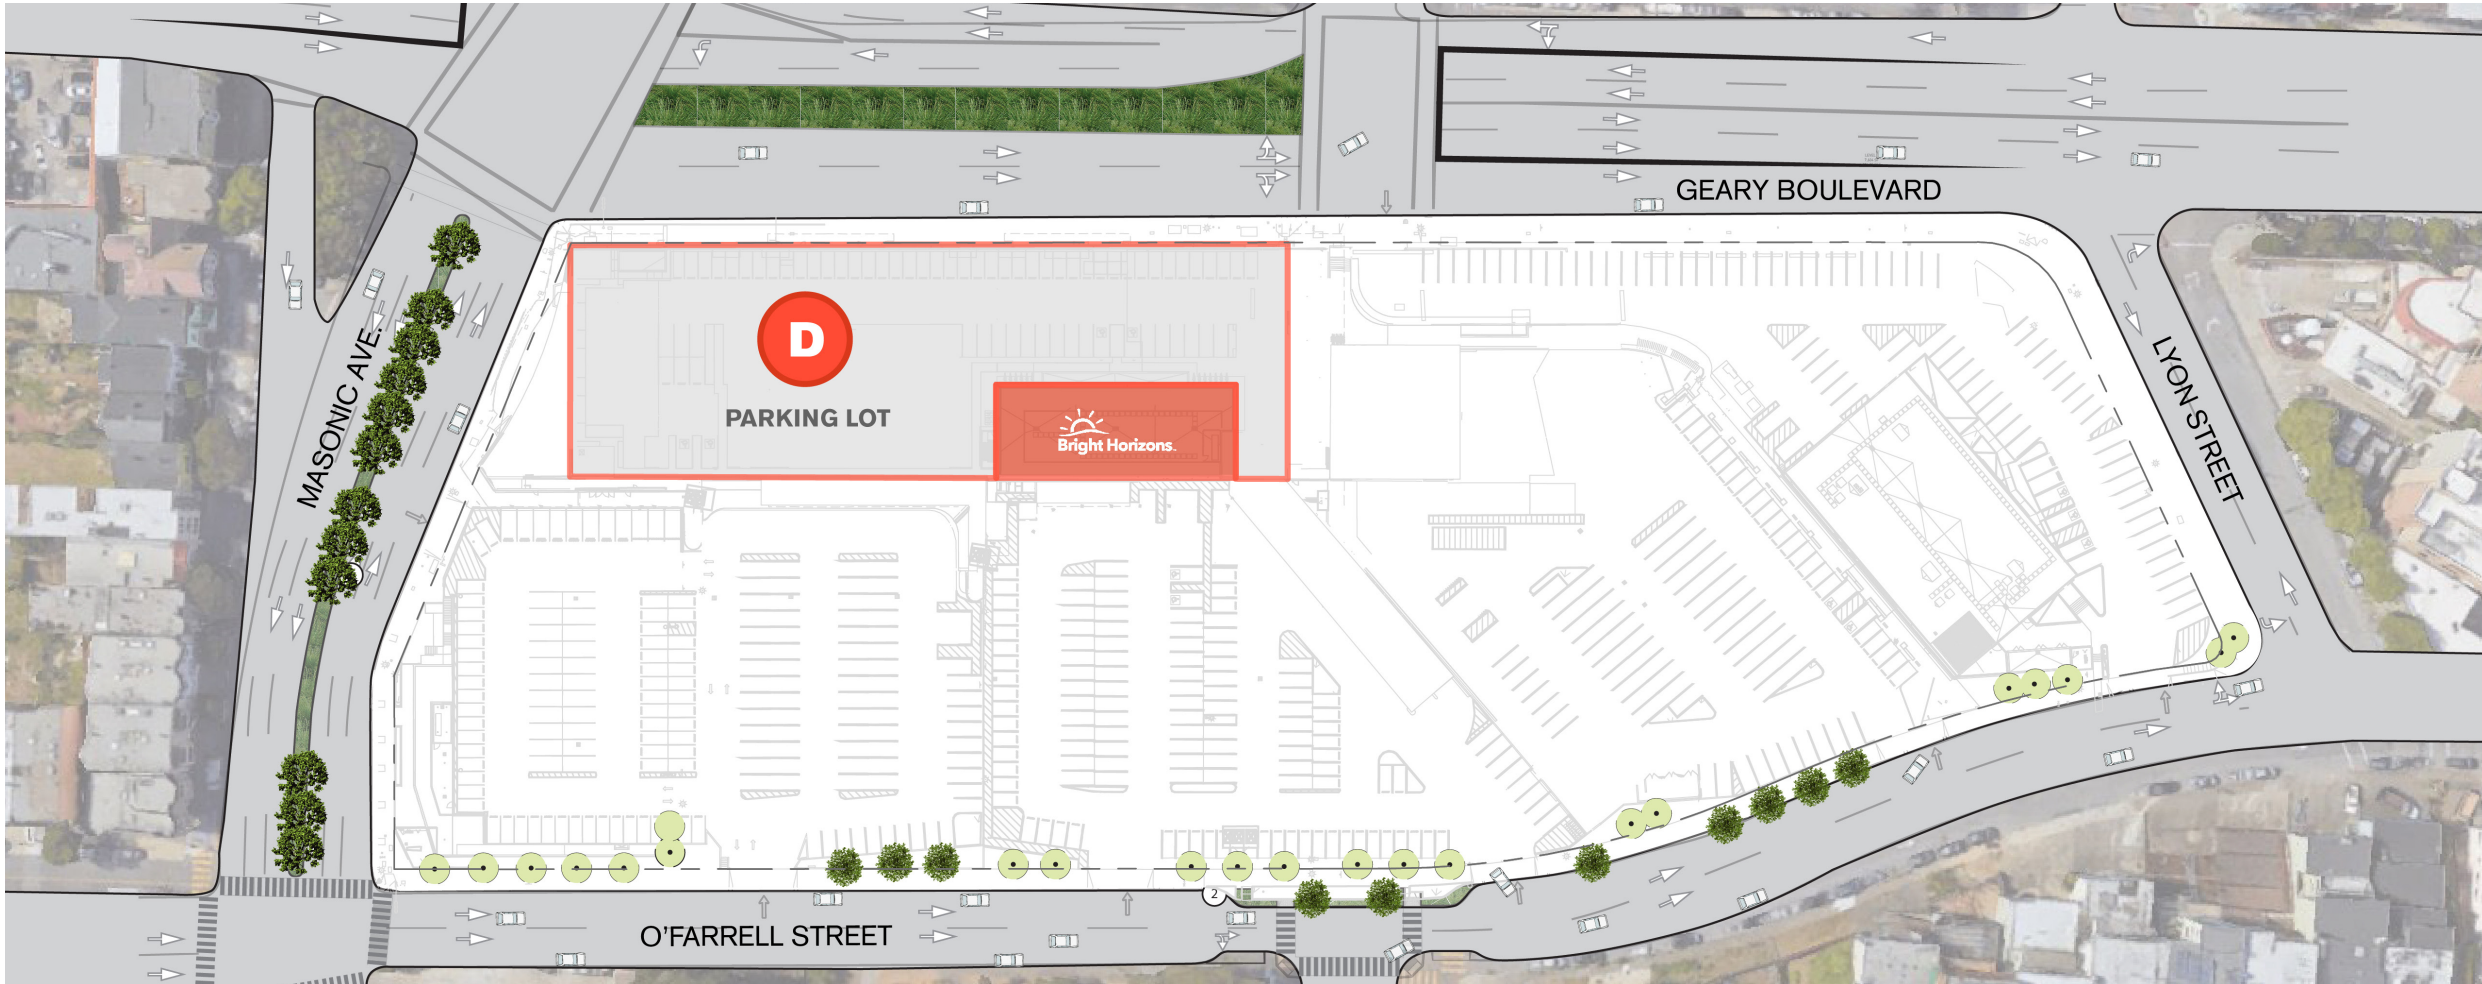 GEARY BOULEVARD
MASONIC AVE.
D
PARKING LOT
Bright Horizons.
LYON STREET
2
O'FARRELL STREET